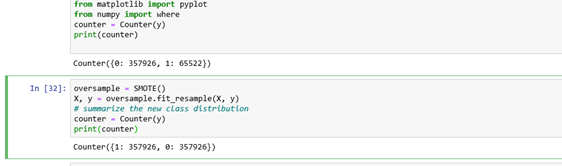 from matplotlib import pyplot
from numpy import where
counter = Counter(y)
print(counter)
Counter({0: 357926, 1: 65522})
In [32]: oversample = SMOTE()
X, y = oversample.fit_resample(X, y)
# summarize the new class distribution
counter = Counter(y)
print(counter)
Counter({1: 357926, 0: 357926})